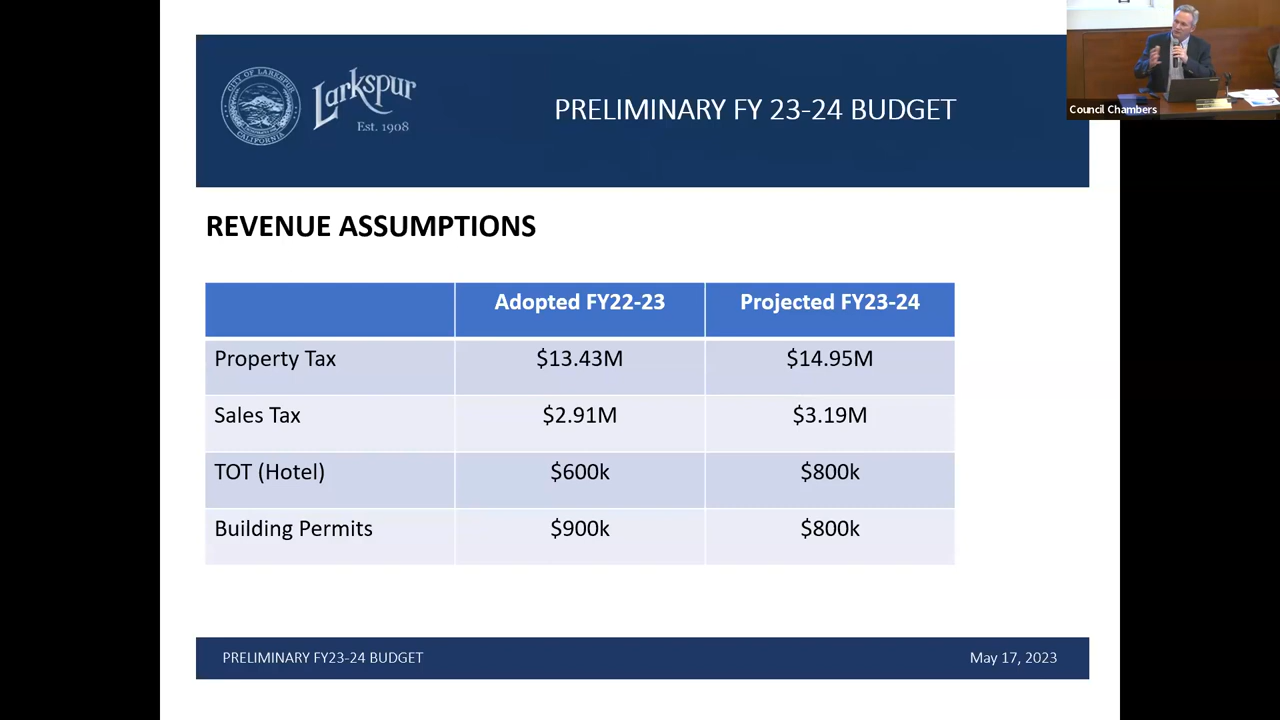 CITY OF LARKSPUR
CALIFORNIA
Larkspur
Est. 1908
PRELIMINARY FY 23-24 BUDGET
Council Chambers
REVENUE ASSUMPTIONS
Adopted FY22-23 Projected FY23-24
Property Tax $13.43M $14.95M
Sales Tax $2.91M $3.19M
TOT (Hotel) $600k $800k
Building Permits $900k $800k
PRELIMINARY FY23-24 BUDGET May 17, 2023